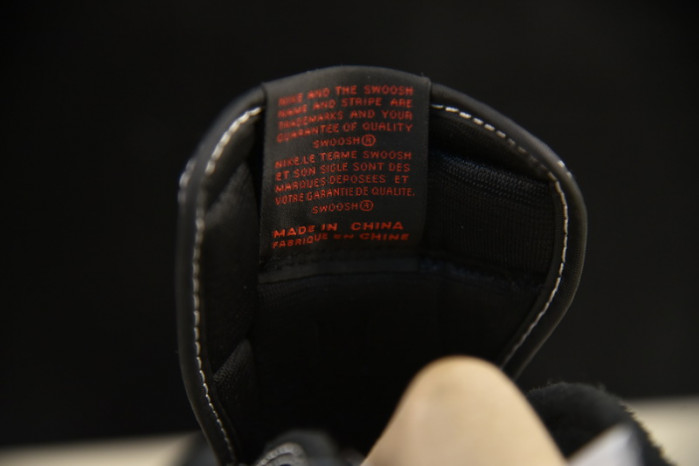 NIKE AND THE SWOOSH
NAME AND STRIPE ARE
TRADEMARKS AND YOUR
GUARANTEE OF QUALITY
SWOOSH®
NIKE.LE TERME SWOOSH
ET SON SIGLE SONT DES
MARQUES DEPOSEES. ET
VOTRE GARANTIE DE QUALITE.
SWOOSH®
MADE IN CHINA
FABRIQUE EN CHINE